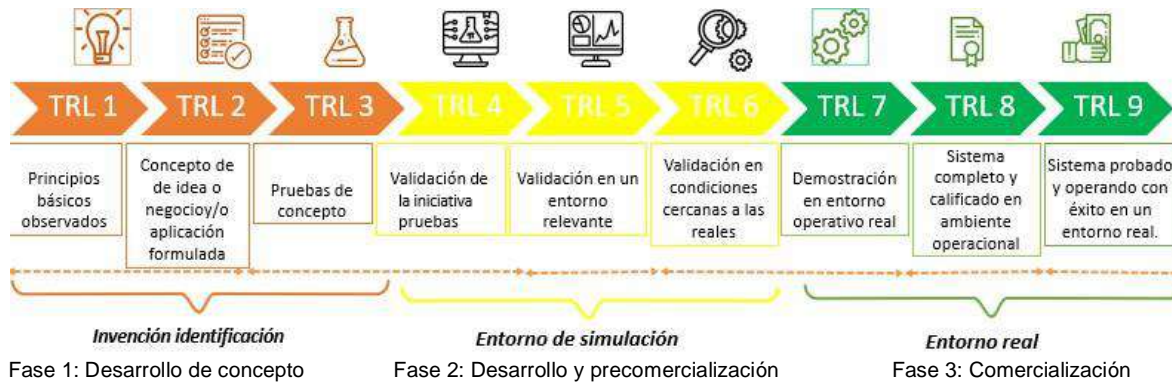 TRL 1
TRL 2
TRL 3
TRL 4
TRL 5
TRL 6
TRL 7
TRL 8
TRL 9
Principios
básicos
observados
Concepto de
de idea o
negocioy/o
aplicación
formulada
Pruebas de
concepto
Validación de
la iniciativa
pruebas
Validación en un
entorno
relevante
Validación en
condiciones
cercanas a las
reales
Demostración
en entorno
operativo real
Sistema
completo y
calificado en
ambiente
operacional
Sistema probado
y operando con
éxito en un
entorno real.
Invención identificación
Entorno de simulación
Entorno real
Fase 1: Desarrollo de concepto
Fase 2: Desarrollo y precomercialización
Fase 3: Comercialización